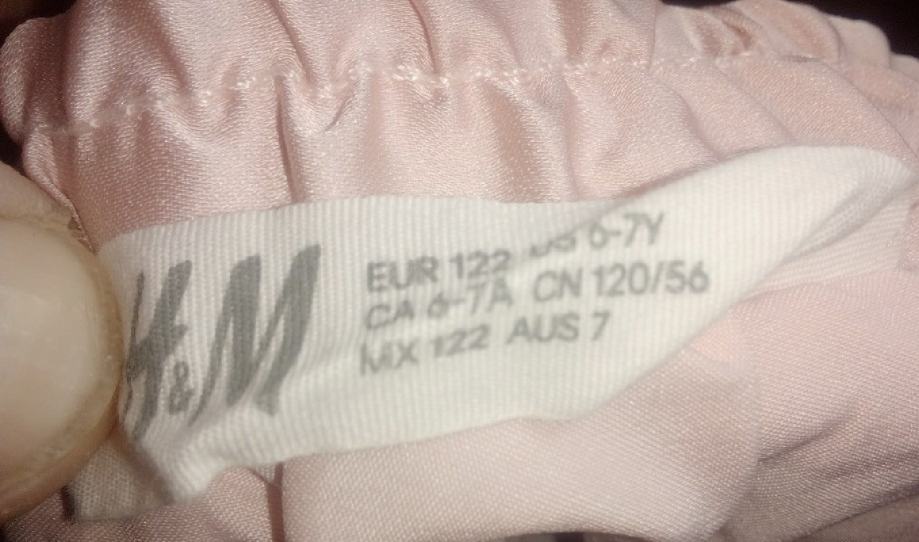 H&M
EUR 122 US 6-7Y
CA 6-7A CN 120/56
MX 122 AUS 7